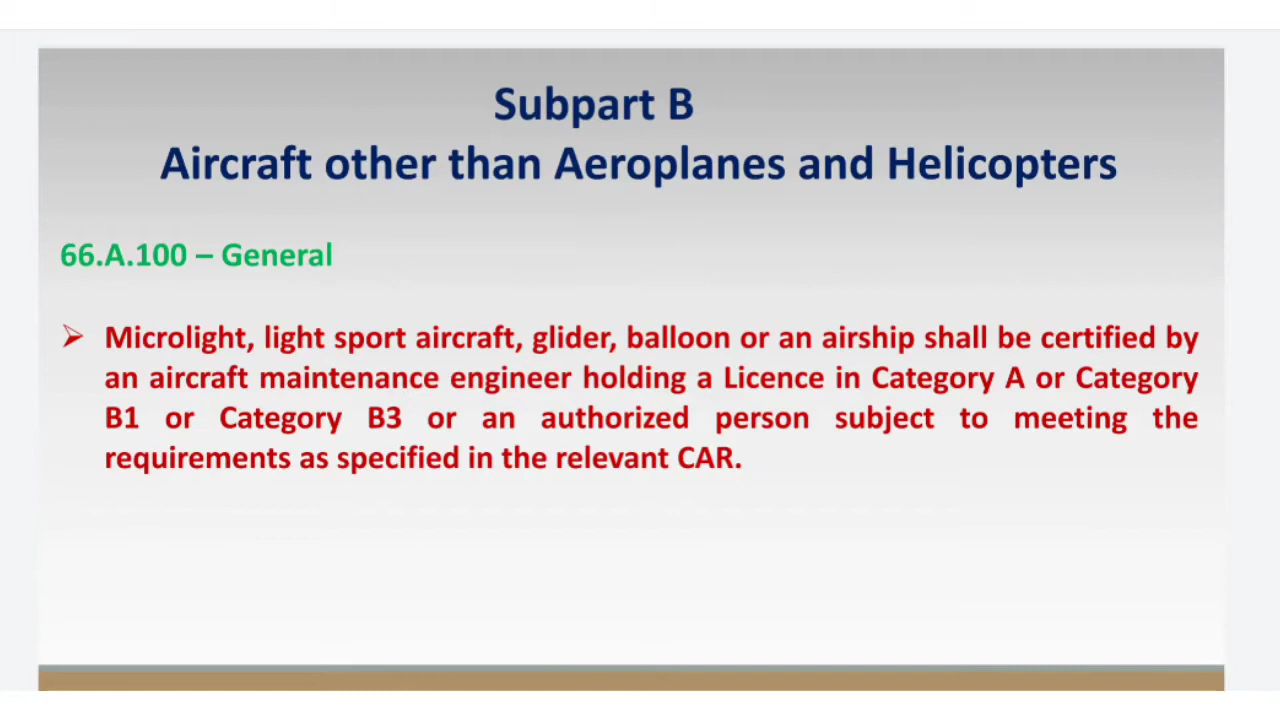 Subpart B
Aircraft other than Aeroplanes and Helicopters
66.A.100 – General
➢ Microlight, light sport aircraft, glider, balloon or an airship shall be certified by
an aircraft maintenance engineer holding a Licence in Category A or Category
B1 or Category B3 or an authorized person subject to meeting the
requirements as specified in the relevant CAR.